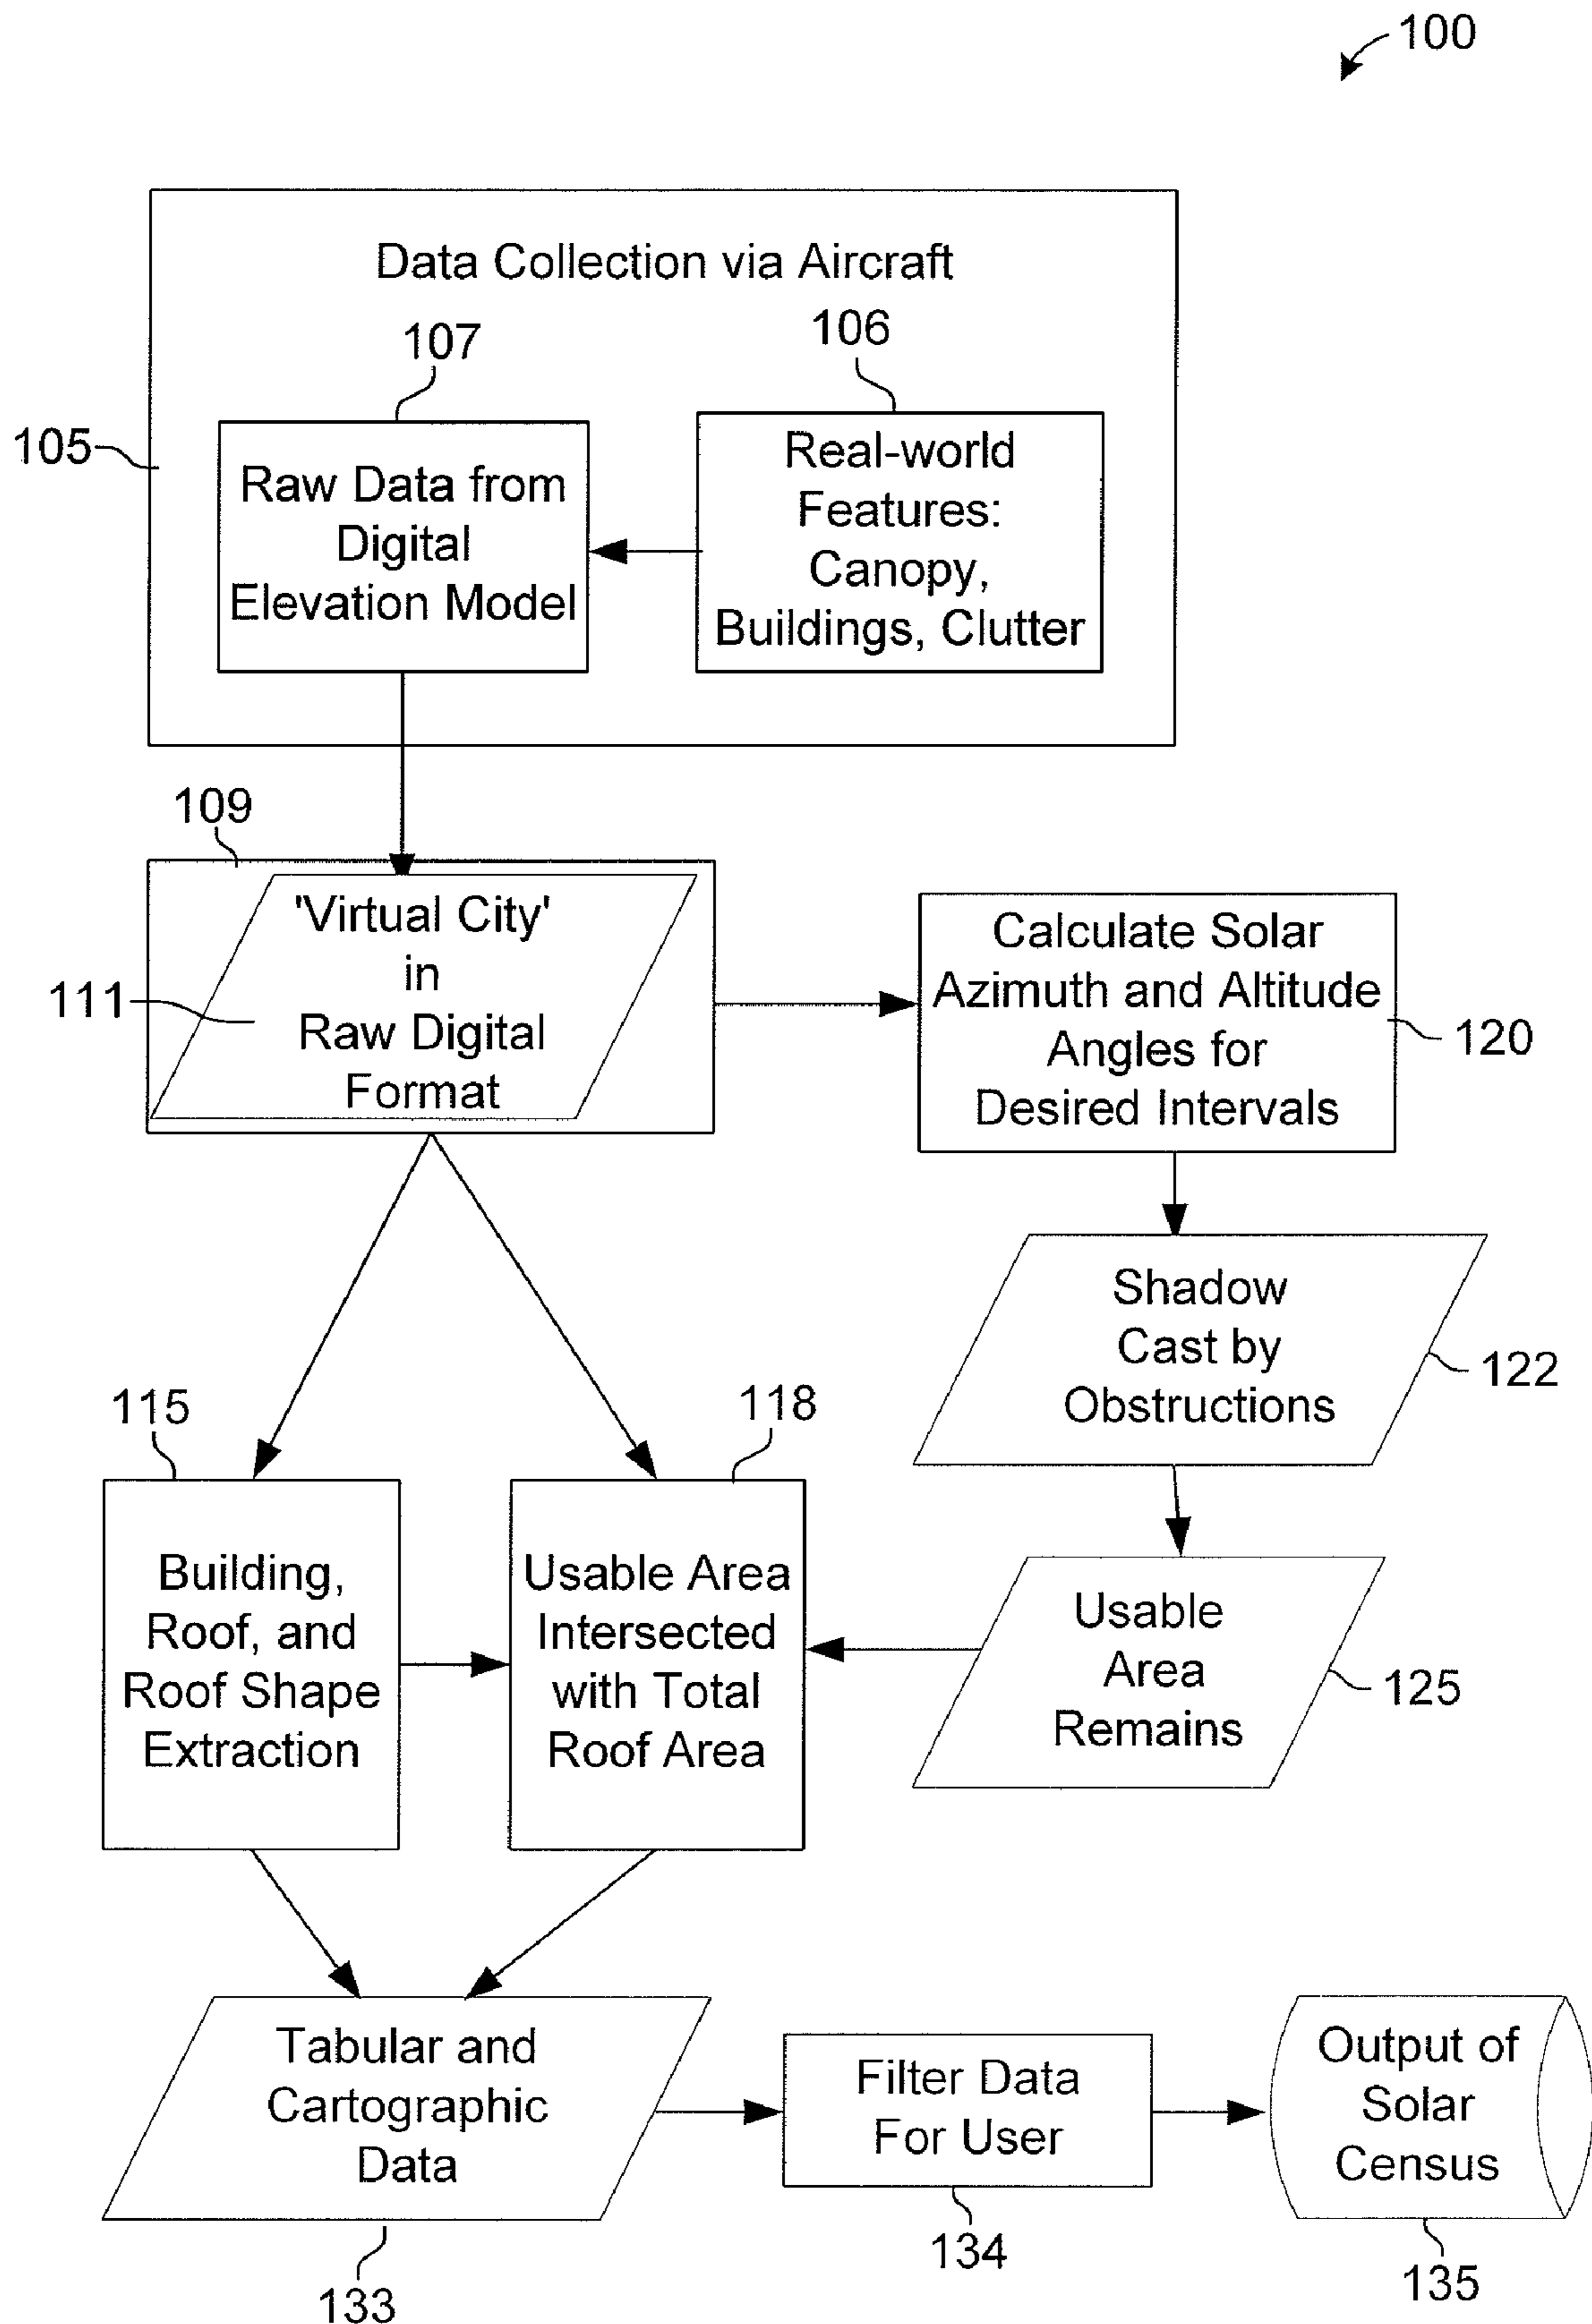 100
Data Collection via Aircraft
107
106
105
Raw Data from
Digital
Elevation Model
Real-world
Features:
Canopy,
Buildings, Clutter
109
'Virtual City'
in
Raw Digital
Format
111
Calculate Solar
Azimuth and Altitude
Angles for
Desired Intervals
120
Shadow
Cast by
Obstructions
122
115
118
Building,
Roof, and
Roof Shape
Extraction
Usable Area
Intersected
with Total
Roof Area
Usable
Area
Remains
125
Tabular and
Cartographic
Data
133
Filter Data
For User
134
Output of
Solar
Census
135